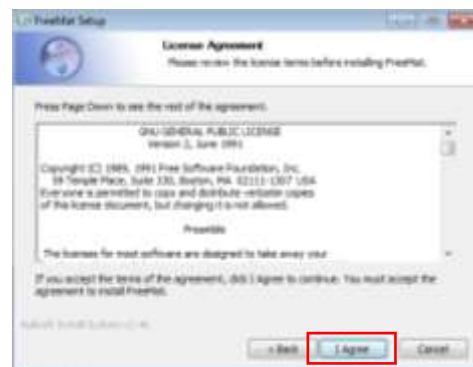 FreeMat Setup
License Agreement
Please review the license terms before installing FreeMat.
Press Page Down to see the rest of the agreement.
GNU GENERAL PUBLIC LICENSE
Version 2, June 1991
Copyright (C) 1989, 1991 Free Software Foundation, Inc.
59 Temple Place, Suite 330, Boston, MA 02111-1307 USA
Everyone is permitted to copy and distribute verbatim copies
of this license document, but changing it is not allowed.
Preamble
The licenses for most software are designed to take away your
If you accept the terms of the agreement, click I Agree to continue. You must accept the
agreement to install FreeMat.
Nullsoft Install System
< Back
I Agree
Cancel